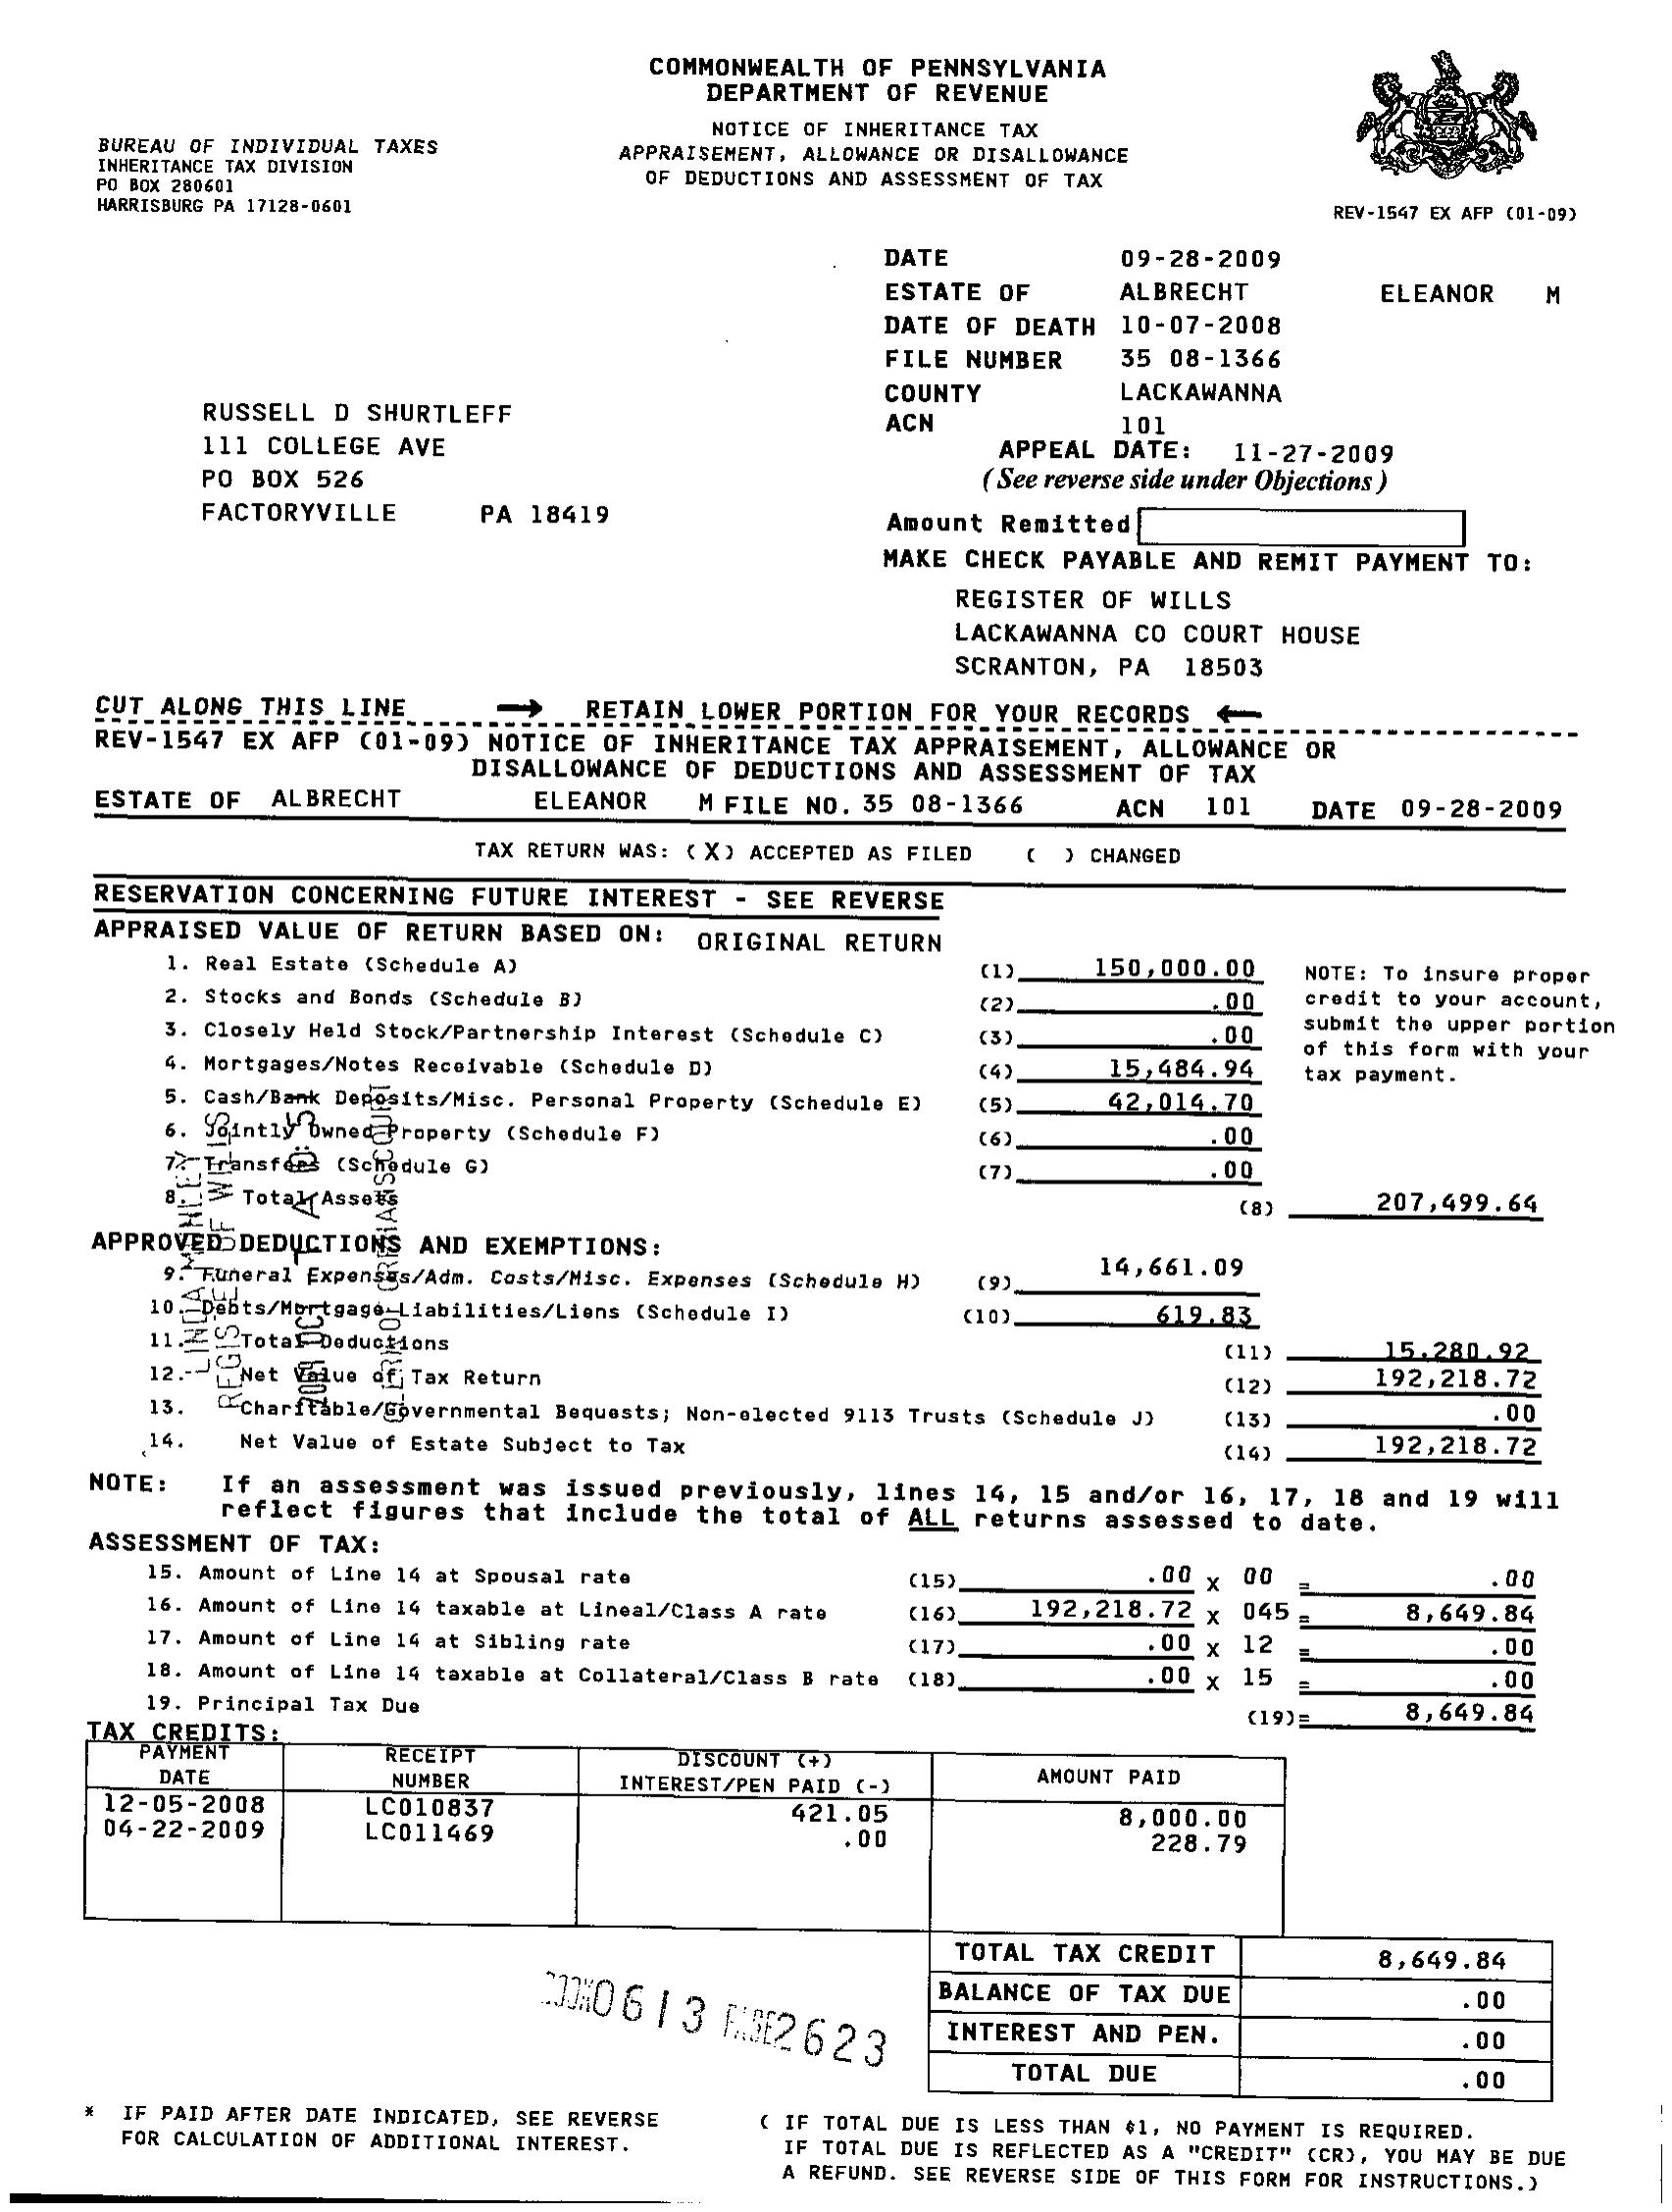 COMMONWEALTH OF PENNSYLVANIA
DEPARTMENT OF REVENUE
NOTICE OF INHERITANCE TAX
APPRAISEMENT, ALLOWANCE OR DISALLOWANCE
OF DEDUCTIONS AND ASSESSMENT OF TAX
BUREAU OF INDIVIDUAL TAXES
INHERITANCE TAX DIVISION
PO BOX 280601
HARRISBURG PA 17128-0601
REV-1547 EX AFP (01-09)
DATE 09-28-2009
ESTATE OF ALBRECHT ELEANOR M
DATE OF DEATH 10-07-2008
FILE NUMBER 35 08-1366
COUNTY LACKAWANNA
ACN 101
APPEAL DATE: 11-27-2009
(See reverse side under Objections)
RUSSELL D SHURTLEFF
111 COLLEGE AVE
PO BOX 526
FACTORYVILLE PA 18419
Amount Remitted
MAKE CHECK PAYABLE AND REMIT PAYMENT TO:
REGISTER OF WILLS
LACKAWANNA CO COURT HOUSE
SCRANTON, PA 18503
CUT ALONG THIS LINE → RETAIN LOWER PORTION FOR YOUR RECORDS ←
REV-1547 EX AFP (01-09) NOTICE OF INHERITANCE TAX APPRAISEMENT, ALLOWANCE OR
DISALLOWANCE OF DEDUCTIONS AND ASSESSMENT OF TAX
ESTATE OF ALBRECHT ELEANOR M FILE NO. 35 08-1366 ACN 101 DATE 09-28-2009
TAX RETURN WAS: (X) ACCEPTED AS FILED ( ) CHANGED
RESERVATION CONCERNING FUTURE INTEREST - SEE REVERSE
APPRAISED VALUE OF RETURN BASED ON: ORIGINAL RETURN
1. Real Estate (Schedule A) (1) 150,000.00
2. Stocks and Bonds (Schedule B) (2) .00
3. Closely Held Stock/Partnership Interest (Schedule C) (3) .00
4. Mortgages/Notes Receivable (Schedule D) (4) 15,484.94
5. Cash/Bank Deposits/Misc. Personal Property (Schedule E) (5) 42,014.70
6. Jointly Owned Property (Schedule F) (6) .00
7. Transfers (Schedule G) (7) .00
8. Total Assets (8) 207,499.64
NOTE: To insure proper
credit to your account,
submit the upper portion
of this form with your
tax payment.
APPROVED DEDUCTIONS AND EXEMPTIONS:
9. Funeral Expenses/Adm. Costs/Misc. Expenses (Schedule H) (9) 14,661.09
10. Debts/Mortgage Liabilities/Liens (Schedule I) (10) 619.83
11. Total Deductions (11) 15,280.92
12. Net Value of Tax Return (12) 192,218.72
13. Charitable/Governmental Bequests; Non-elected 9113 Trusts (Schedule J) (13) .00
14. Net Value of Estate Subject to Tax (14) 192,218.72
REGISTER OF WILLS
NOTE: If an assessment was issued previously, lines 14, 15 and/or 16, 17, 18 and 19 will
reflect figures that include the total of ALL returns assessed to date.
ASSESSMENT OF TAX:
15. Amount of Line 14 at Spousal rate (15) .00 X 00 = .00
16. Amount of Line 14 taxable at Lineal/Class A rate (16) 192,218.72 X 045 = 8,649.84
17. Amount of Line 14 at Sibling rate (17) .00 X 12 = .00
18. Amount of Line 14 taxable at Collateral/Class B rate (18) .00 X 15 = .00
19. Principal Tax Due (19)= 8,649.84
TAX CREDITS:
PAYMENT DATE RECEIPT NUMBER DISCOUNT (+) INTEREST/PEN PAID (-) AMOUNT PAID
12-05-2008 LC010837 421.05 8,000.00
04-22-2009 LC011469 .00 228.79
TOTAL TAX CREDIT 8,649.84
BALANCE OF TAX DUE .00
INTEREST AND PEN. .00
TOTAL DUE .00
0613 PAGE2623
* IF PAID AFTER DATE INDICATED, SEE REVERSE
FOR CALCULATION OF ADDITIONAL INTEREST.
( IF TOTAL DUE IS LESS THAN $1, NO PAYMENT IS REQUIRED.
IF TOTAL DUE IS REFLECTED AS A "CREDIT" (CR), YOU MAY BE DUE
A REFUND. SEE REVERSE SIDE OF THIS FORM FOR INSTRUCTIONS.)